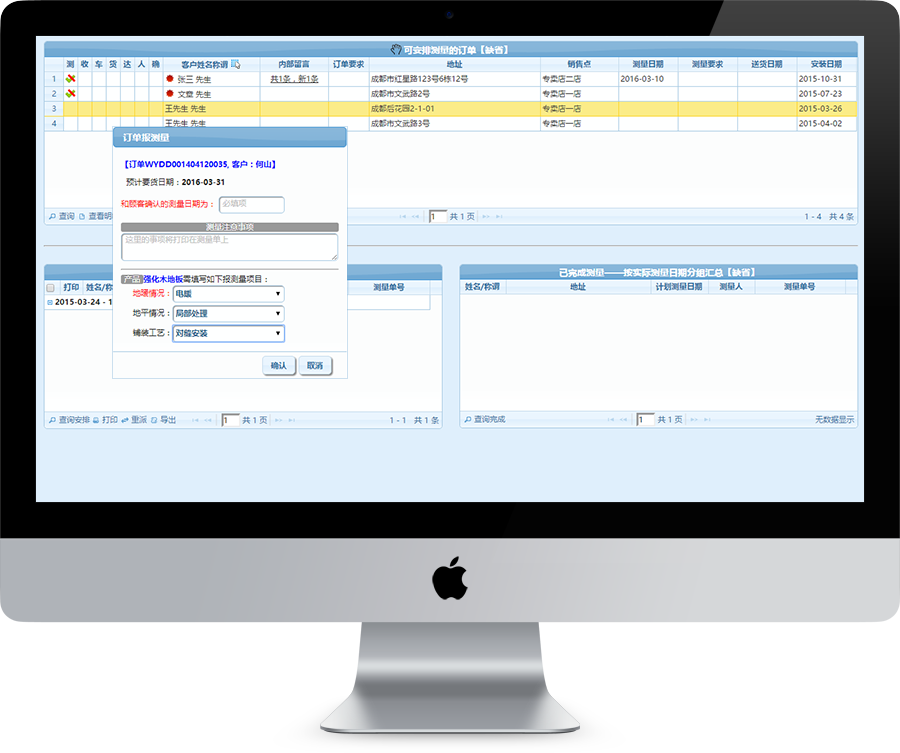 可安排测量的订单【缺省】
测 收 车 货 达 人 确 客户姓名称谓 内部留言 订单要求 地址 销售点 测量日期 测量要求 送货日期 安装日期
1 张三 先生 共1条，新1条 成都市红星路123号6栋12号 专卖店二店 2016-03-10 2015-10-31
2 文章 先生 成都市文武路2号 专卖店一店 2015-07-23
3 王先生 先生 成都后花园2-1-01 专卖店一店 2015-03-26
4 王先生 先生 成都市文武路3号 专卖店一店 2015-04-02
查询 查看明 1 共 1 页 1 - 4 共 4 条
订单报测量
【订单WYDD001404120035, 客户：何山】
预计要货日期：2016-03-31
和顾客确认的测量日期为： 必填项
测量注意事项
这里的事项将打印在测量单上
产品 强化木地板需填写如下报测量项目：
地暖情况： 电暖
地平情况： 局部处理
铺装工艺： 对缝安装
确认 取消
打印 姓名/称 测量单号
2015-03-24 - 1
查询安排 打印 重派 导出 1 共 1 页 1 - 1 共 1 条
已完成测量——按实际测量日期分组汇总【缺省】
姓名/称谓 地址 计划测量日期 测量人 测量单号
查询完成 1 共 1 页 无数据显示